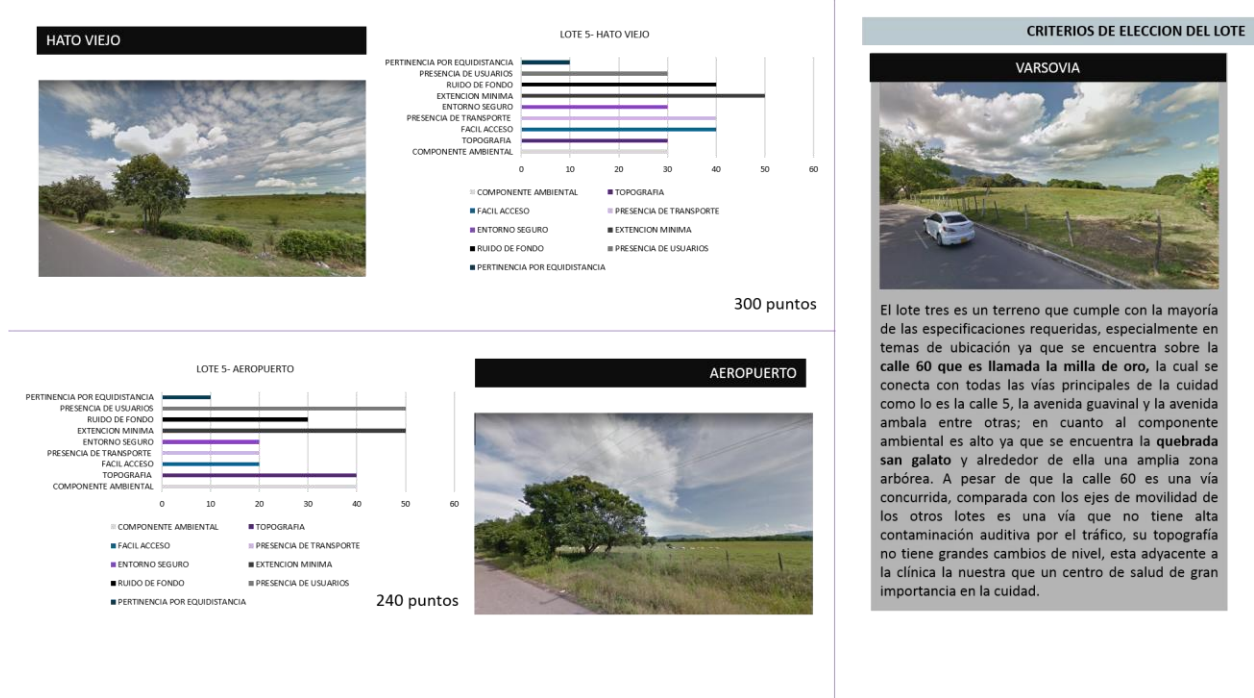 HATO VIEJO
LOTE 5- HATO VIEJO
PERTINENCIA POR EQUIDISTANCIA
PRESENCIA DE USUARIOS
RUIDO DE FONDO
EXTENCION MINIMA
ENTORNO SEGURO
PRESENCIA DE TRANSPORTE
FACIL ACCESO
TOPOGRAFIA
COMPONENTE AMBIENTAL
0 10 20 30 40 50 60
COMPONENTE AMBIENTAL TOPOGRAFIA
FACIL ACCESO PRESENCIA DE TRANSPORTE
ENTORNO SEGURO EXTENCION MINIMA
RUIDO DE FONDO PRESENCIA DE USUARIOS
PERTINENCIA POR EQUIDISTANCIA
300 puntos
LOTE 5- AEROPUERTO
PERTINENCIA POR EQUIDISTANCIA
PRESENCIA DE USUARIOS
RUIDO DE FONDO
EXTENCION MINIMA
ENTORNO SEGURO
PRESENCIA DE TRANSPORTE
FACIL ACCESO
TOPOGRAFIA
COMPONENTE AMBIENTAL
0 10 20 30 40 50 60
COMPONENTE AMBIENTAL TOPOGRAFIA
FACIL ACCESO PRESENCIA DE TRANSPORTE
ENTORNO SEGURO EXTENCION MINIMA
RUIDO DE FONDO PRESENCIA DE USUARIOS
PERTINENCIA POR EQUIDISTANCIA
240 puntos
AEROPUERTO
CRITERIOS DE ELECCION DEL LOTE
VARSOVIA
El lote tres es un terreno que cumple con la mayoría
de las especificaciones requeridas, especialmente en
temas de ubicación ya que se encuentra sobre la
calle 60 que es llamada la milla de oro, la cual se
conecta con todas las vías principales de la cuidad
como lo es la calle 5, la avenida guavinal y la avenida
ambala entre otras; en cuanto al componente
ambiental es alto ya que se encuentra la quebrada
san galato y alrededor de ella una amplia zona
arbórea. A pesar de que la calle 60 es una vía
concurrida, comparada con los ejes de movilidad de
los otros lotes es una vía que no tiene alta
contaminación auditiva por el tráfico, su topografía
no tiene grandes cambios de nivel, esta adyacente a
la clínica la nuestra que un centro de salud de gran
importancia en la cuidad.